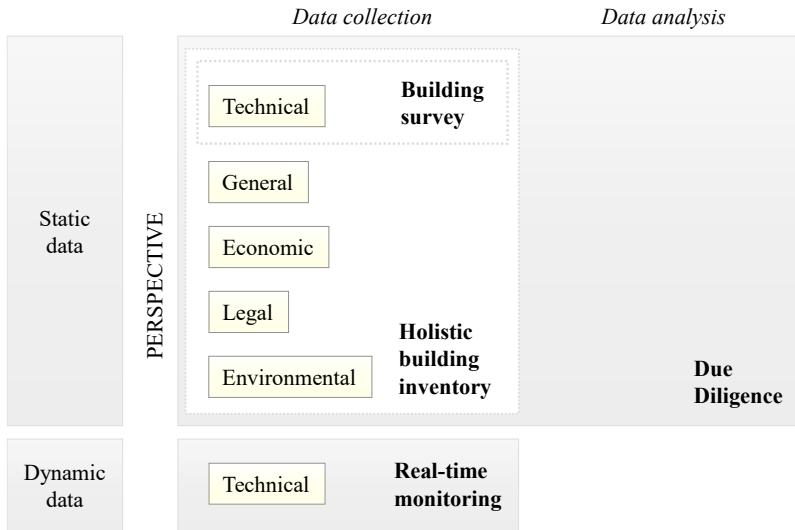 Data collection
Data analysis
Technical
Building
survey
General
Static
data
PERSPECTIVE
Economic
Legal
Holistic
building
inventory
Environmental
Due
Diligence
Dynamic
data
Technical
Real-time
monitoring